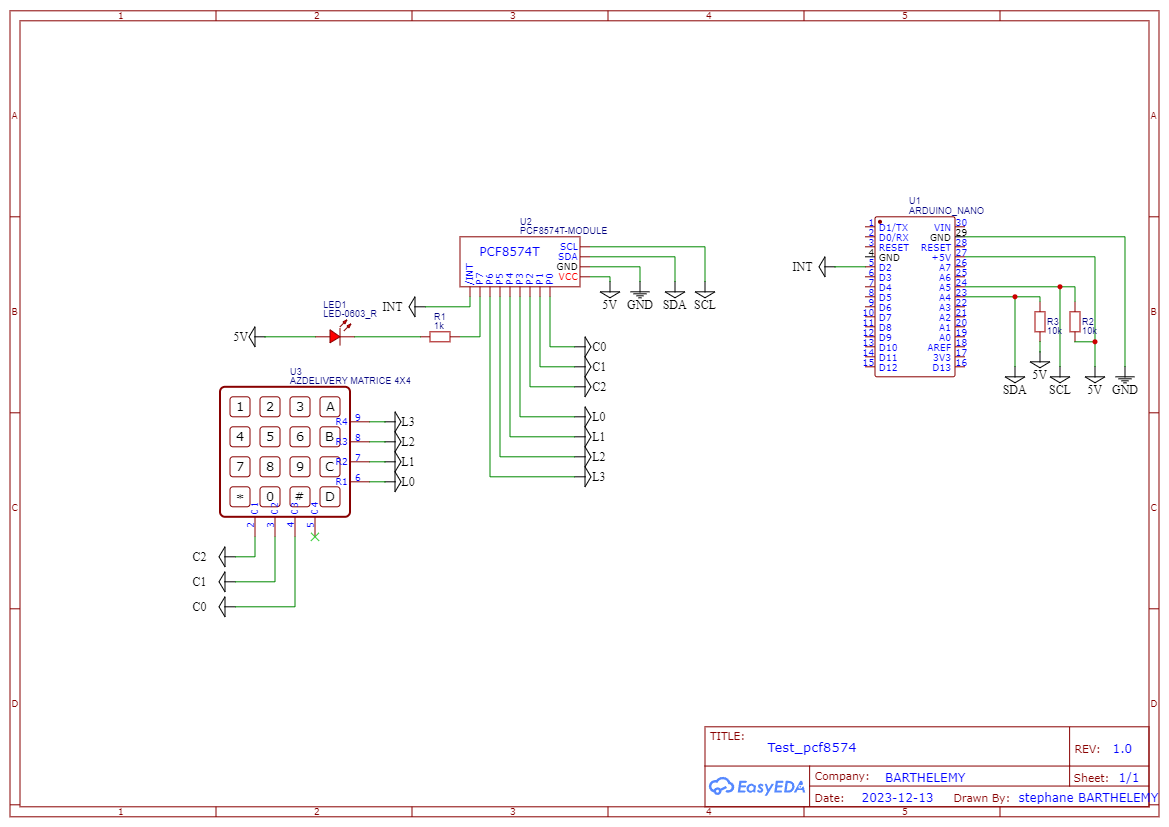 1 2 3 4 5
A A
B B
C C
D D
U2
PCF8574T-MODULE
PCF8574T
SCL
SDA
GND
VCC
/INT P7 P6 P5 P4 P3 P2 P1 P0
5V GND SDA SCL
INT
LED1
LED-0603_R
R1
1k
5V
C0
C1
C2
L0
L1
L2
L3
U3
AZDELIVERY MATRICE 4X4
1 2 3 A
4 5 6 B
7 8 9 C
* 0 # D
R4 9 L3
R3 8 L2
R2 7 L1
R1 6 L0
C1 C2 C3 C4
2 3 4 5
C2
C1
C0
U1
ARDUINO_NANO
INT
1 D1/TX VIN 30
2 D0/RX GND 29
3 RESET RESET 28
4 GND +5V 27
5 D2 A7 26
6 D3 A6 25
7 D4 A5 24
8 D5 A4 23
9 D6 A3 22
10 D7 A2 21
11 D8 A1 20
12 D9 A0 19
13 D10 AREF 18
14 D11 3V3 17
15 D12 D13 16
R3
10k
R2
10k
5V
SDA SCL 5V GND
TITLE:
Test_pcf8574
REV: 1.0
EasyEDA
Company: BARTHELEMY
Sheet: 1/1
Date: 2023-12-13 Drawn By: stephane BARTHELEMY
1 2 3 4 5